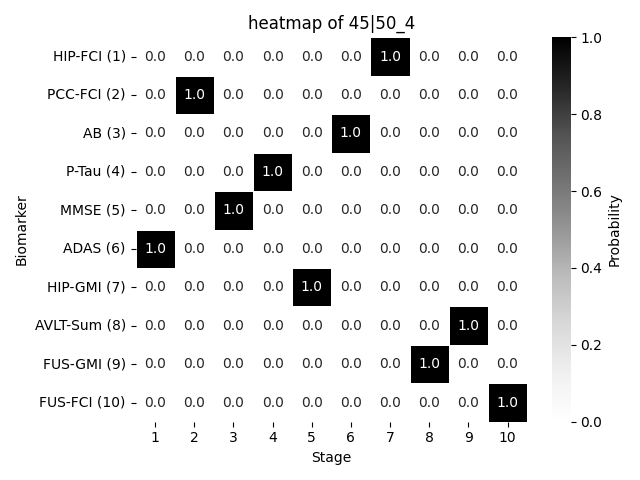 heatmap of 45|50_4
HIP-FCI (1) 0.0 0.0 0.0 0.0 0.0 0.0 1.0 0.0 0.0 0.0
PCC-FCI (2) 0.0 1.0 0.0 0.0 0.0 0.0 0.0 0.0 0.0 0.0
AB (3) 0.0 0.0 0.0 0.0 0.0 1.0 0.0 0.0 0.0 0.0
P-Tau (4) 0.0 0.0 0.0 1.0 0.0 0.0 0.0 0.0 0.0 0.0
MMSE (5) 0.0 0.0 1.0 0.0 0.0 0.0 0.0 0.0 0.0 0.0
ADAS (6) 1.0 0.0 0.0 0.0 0.0 0.0 0.0 0.0 0.0 0.0
HIP-GMI (7) 0.0 0.0 0.0 0.0 1.0 0.0 0.0 0.0 0.0 0.0
AVLT-Sum (8) 0.0 0.0 0.0 0.0 0.0 0.0 0.0 0.0 1.0 0.0
FUS-GMI (9) 0.0 0.0 0.0 0.0 0.0 0.0 0.0 1.0 0.0 0.0
FUS-FCI (10) 0.0 0.0 0.0 0.0 0.0 0.0 0.0 0.0 0.0 1.0
1 2 3 4 5 6 7 8 9 10
Stage
Biomarker
1.0
0.8
0.6
0.4
0.2
0.0
Probability